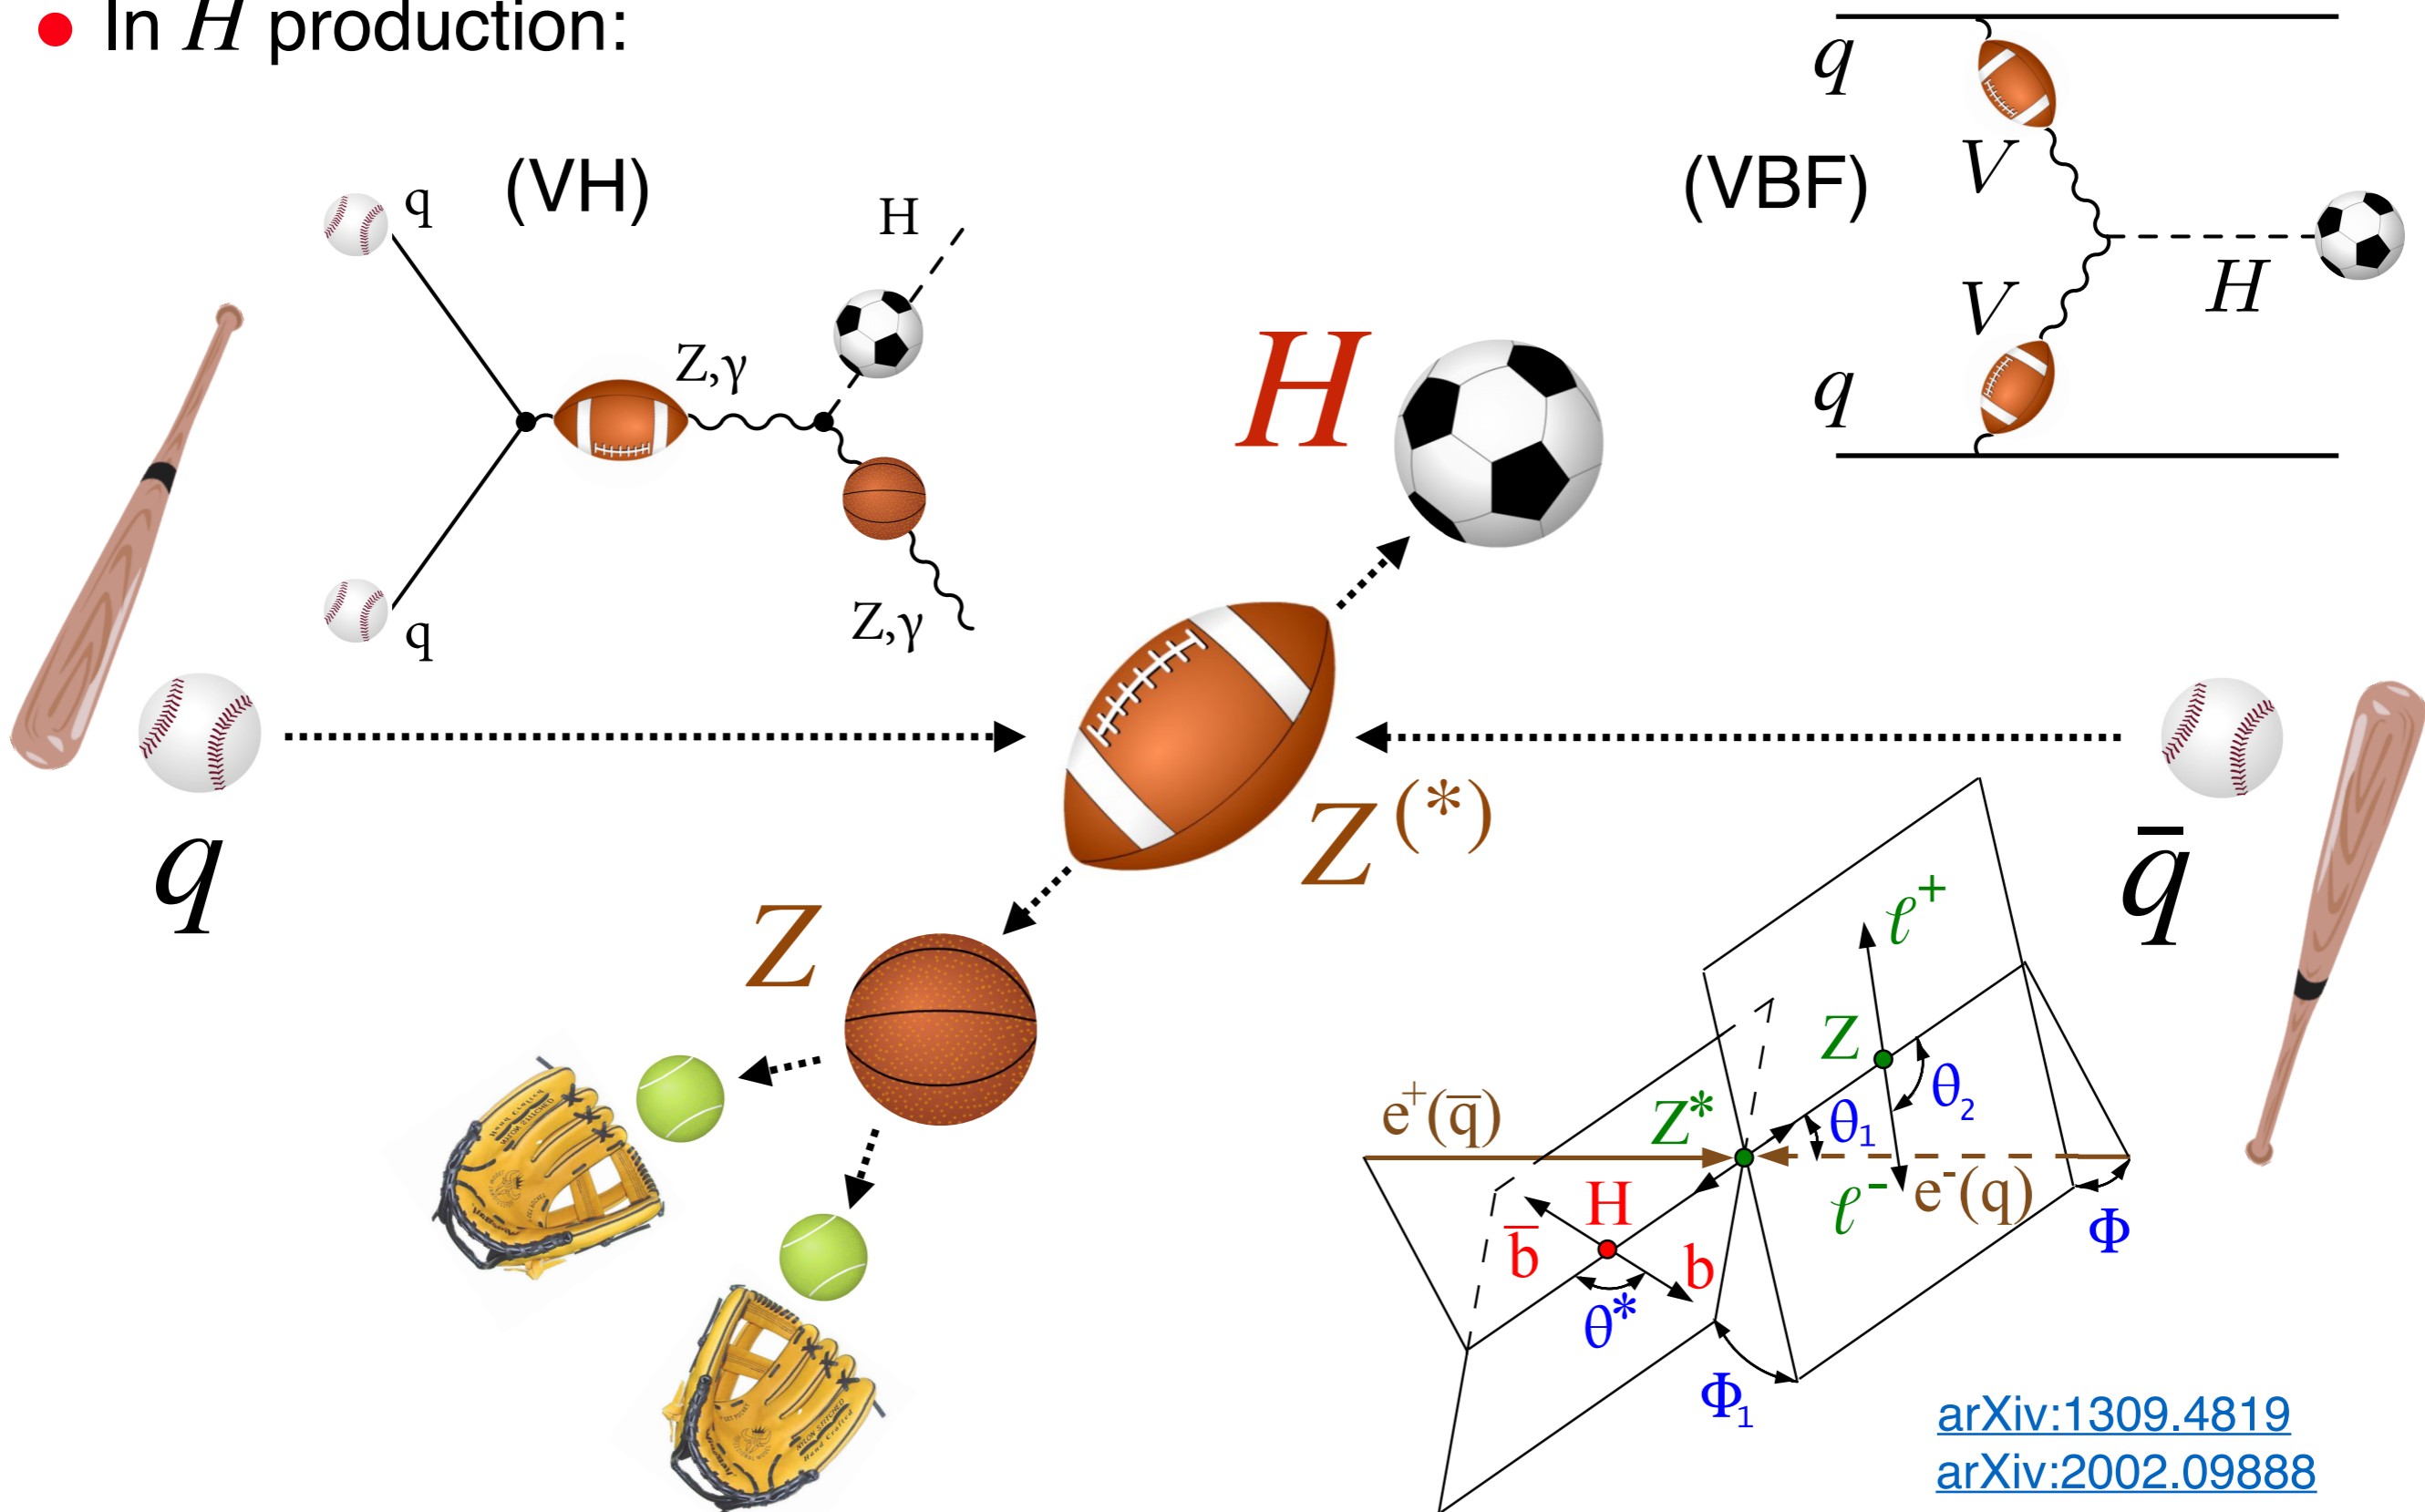 In H production:
(VH)
q
H
Z,γ
q
Z,γ
(VBF)
q
V
V
q
H
H
q
Z(*)
q̅
Z
ℓ+
Z
θ2
e+(q̅)
Z*
θ1
ℓ-
e-(q)
H
b̅
b
θ*
Φ
Φ1
arXiv:1309.4819
arXiv:2002.09888